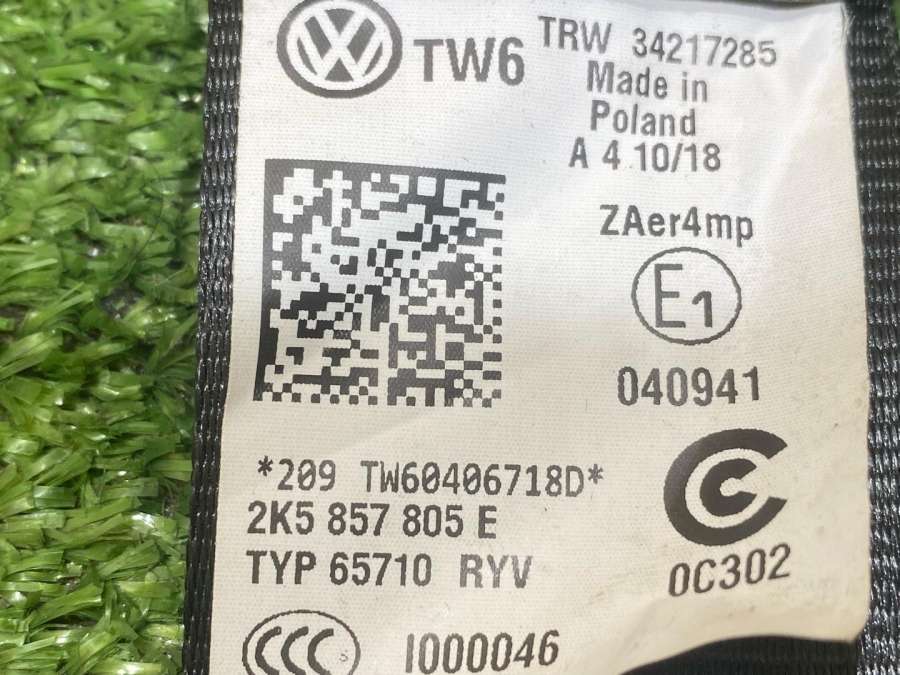 TW6
TRW 34217285
Made in
Poland
A 4 10/18
ZAer4mp
E1
040941
*209 TW60406718D*
2K5 857 805 E
TYP 65710 RYV
0C302
I000046